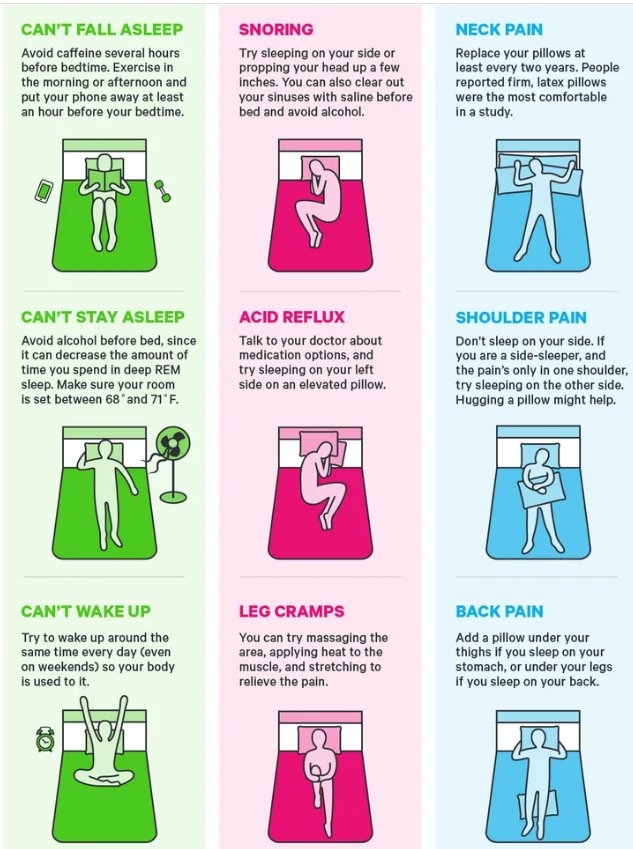 CAN'T FALL ASLEEP
Avoid caffeine several hours
before bedtime. Exercise in
the morning or afternoon and
put your phone away at least
an hour before your bedtime.
SNORING
Try sleeping on your side or
propping your head up a few
inches. You can also clear out
your sinuses with saline before
bed and avoid alcohol.
NECK PAIN
Replace your pillows at
least every two years. People
reported firm, latex pillows
were the most comfortable
in a study.
CAN'T STAY ASLEEP
Avoid alcohol before bed, since
it can decrease the amount of
time you spend in deep REM
sleep. Make sure your room
is set between 68˚and 71˚F.
ACID REFLUX
Talk to your doctor about
medication options, and
try sleeping on your left
side on an elevated pillow.
SHOULDER PAIN
Don't sleep on your side. If
you are a side-sleeper, and
the pain's only in one shoulder,
try sleeping on the other side.
Hugging a pillow might help.
CAN'T WAKE UP
Try to wake up around the
same time every day (even
on weekends) so your body
is used to it.
LEG CRAMPS
You can try massaging the
area, applying heat to the
muscle, and stretching to
relieve the pain.
BACK PAIN
Add a pillow under your
thighs if you sleep on your
stomach, or under your legs
if you sleep on your back.